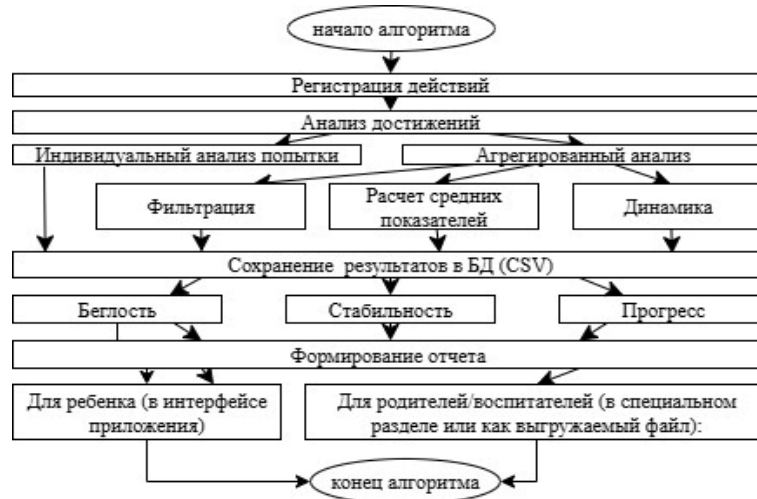 начало алгоритма
Регистрация действий
Анализ достижений
Индивидуальный анализ попытки
Агрегированный анализ
Фильтрация
Расчет средних
показателей
Динамика
Сохранение результатов в БД (CSV)
Беглость
Стабильность
Прогресс
Формирование отчета
Для ребенка (в интерфейсе
приложения)
Для родителей/воспитателей (в специальном
разделе или как выгружаемый файл):
конец алгоритма